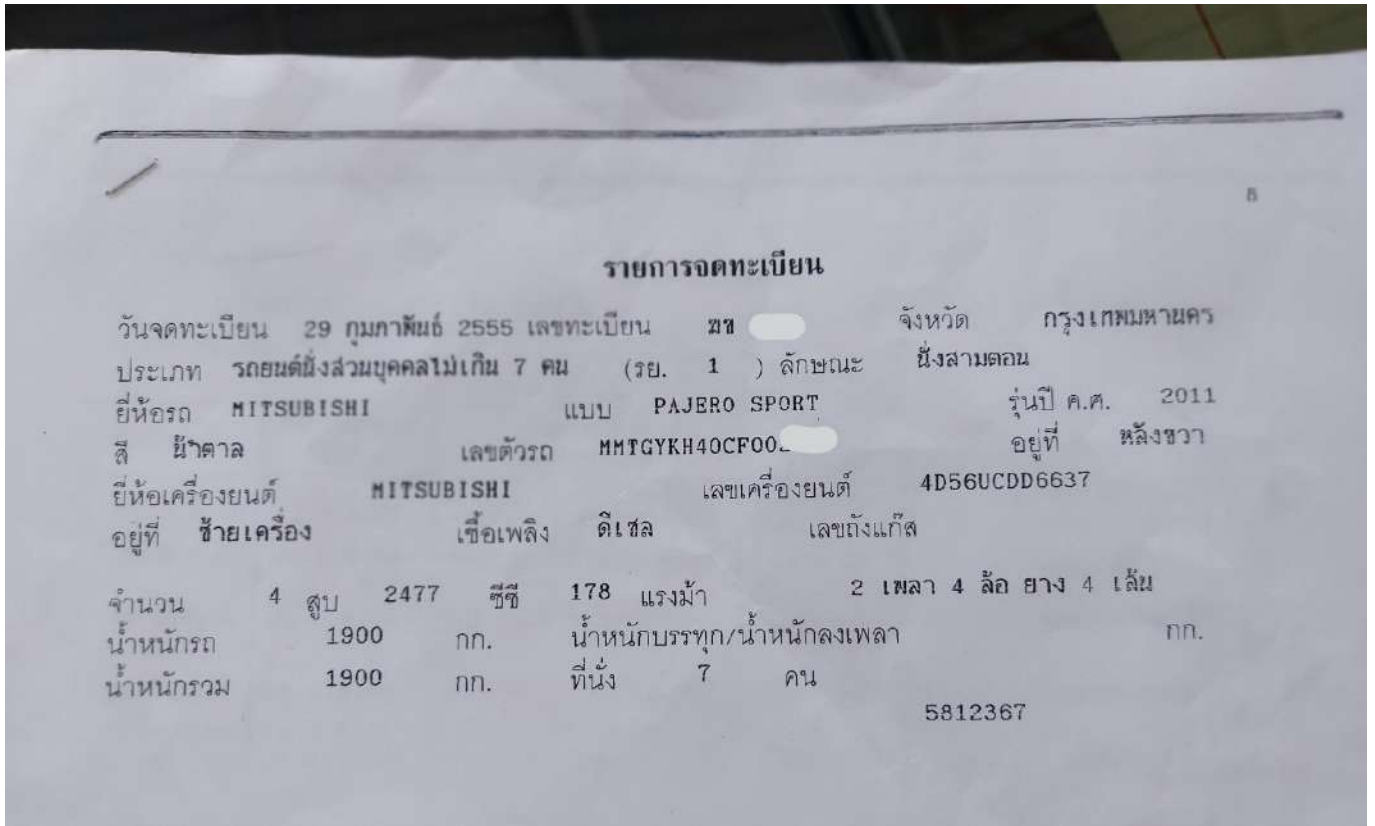 8
รายการจดทะเบียน
วันจดทะเบียน 29 กุมภาพันธ์ 2555 เลขทะเบียน ฆข จังหวัด กรุงเทพมหานคร
ประเภท รถยนต์นั่งส่วนบุคคลไม่เกิน 7 คน (รย. 1 ) ลักษณะ นั่งสามตอน
ยี่ห้อรถ MITSUBISHI แบบ PAJERO SPORT รุ่นปี ค.ศ. 2011
สี น้ำตาล เลขตัวรถ MMTGYKH40CF00 อยู่ที่ หลังขวา
ยี่ห้อเครื่องยนต์ MITSUBISHI เลขเครื่องยนต์ 4D56UCDD6637
อยู่ที่ ซ้ายเครื่อง เชื้อเพลิง ดีเซล เลขถังแก๊ส
จำนวน 4 สูบ 2477 ซีซี 178 แรงม้า 2 เพลา 4 ล้อ ยาง 4 เส้น
น้ำหนักรถ 1900 กก. น้ำหนักบรรทุก/น้ำหนักลงเพลา กก.
น้ำหนักรวม 1900 กก. ที่นั่ง 7 คน
5812367